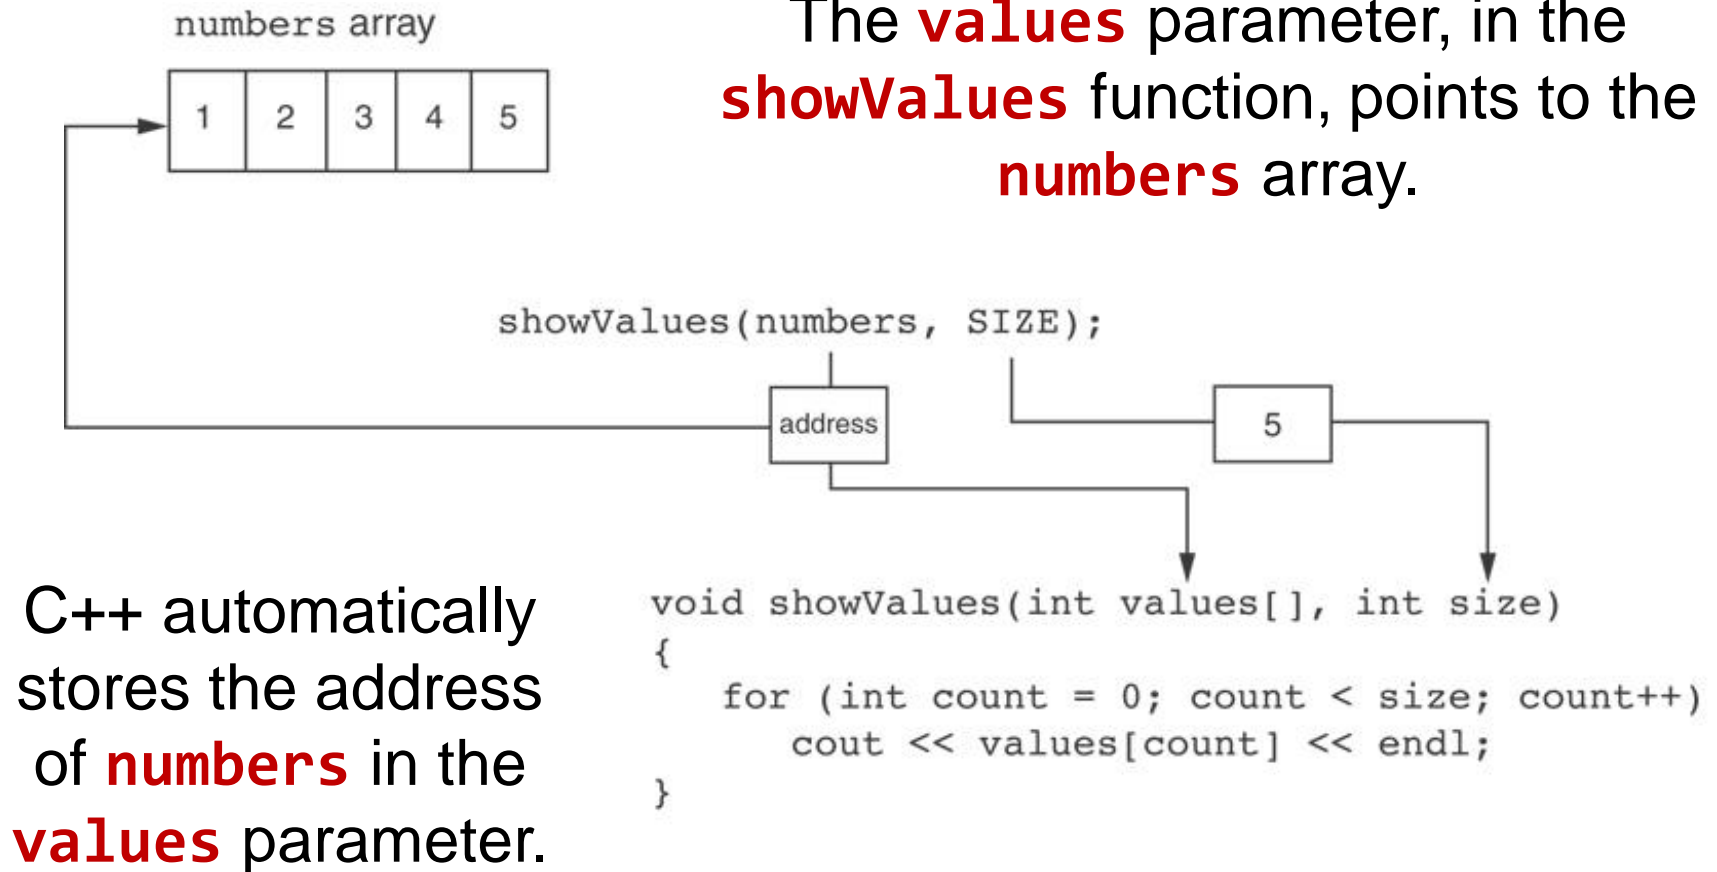 numbers array
1 2 3 4 5
The values parameter, in the
showValues function, points to the
numbers array.
showValues(numbers, SIZE);
address
5
C++ automatically
stores the address
of numbers in the
values parameter.
void showValues(int values[], int size)
{
for (int count = 0; count < size; count++)
cout << values[count] << endl;
}